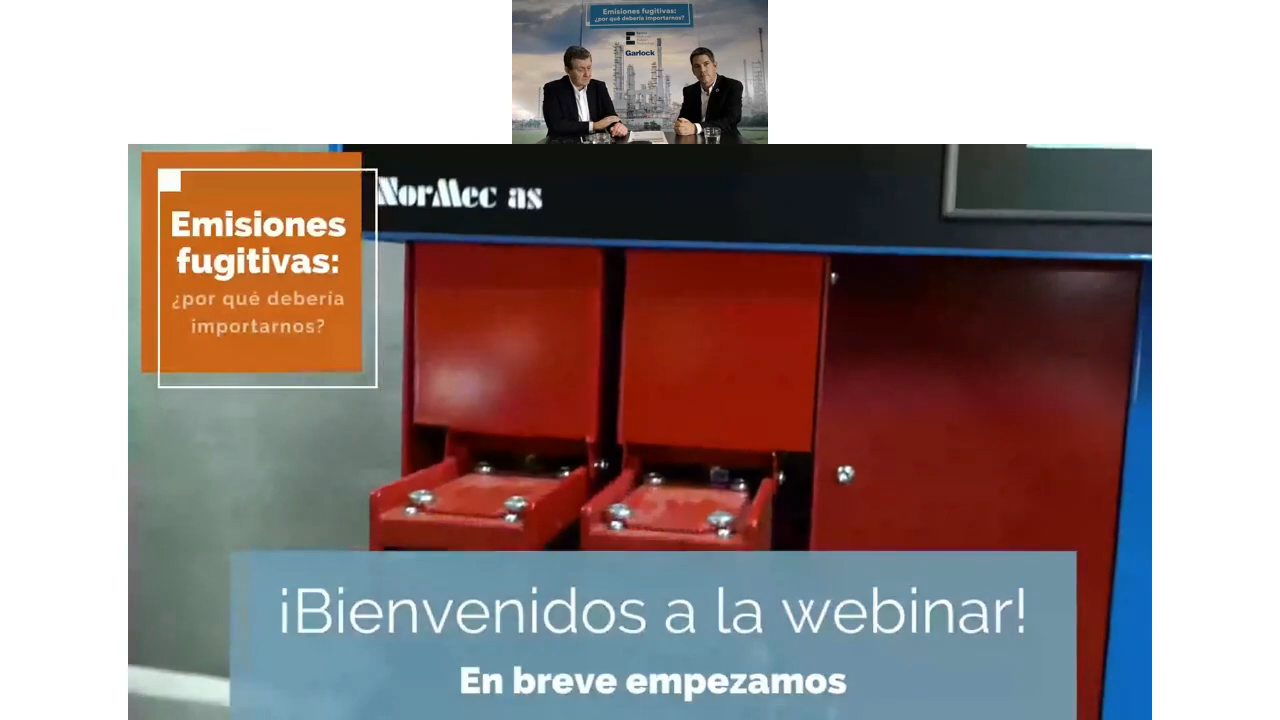 Emisiones fugitivas:
¿por qué debería importarnos?
Garlock
NorMec as
Emisiones
fugitivas:
¿por qué debería
importarnos?
¡Bienvenidos a la webinar!
En breve empezamos